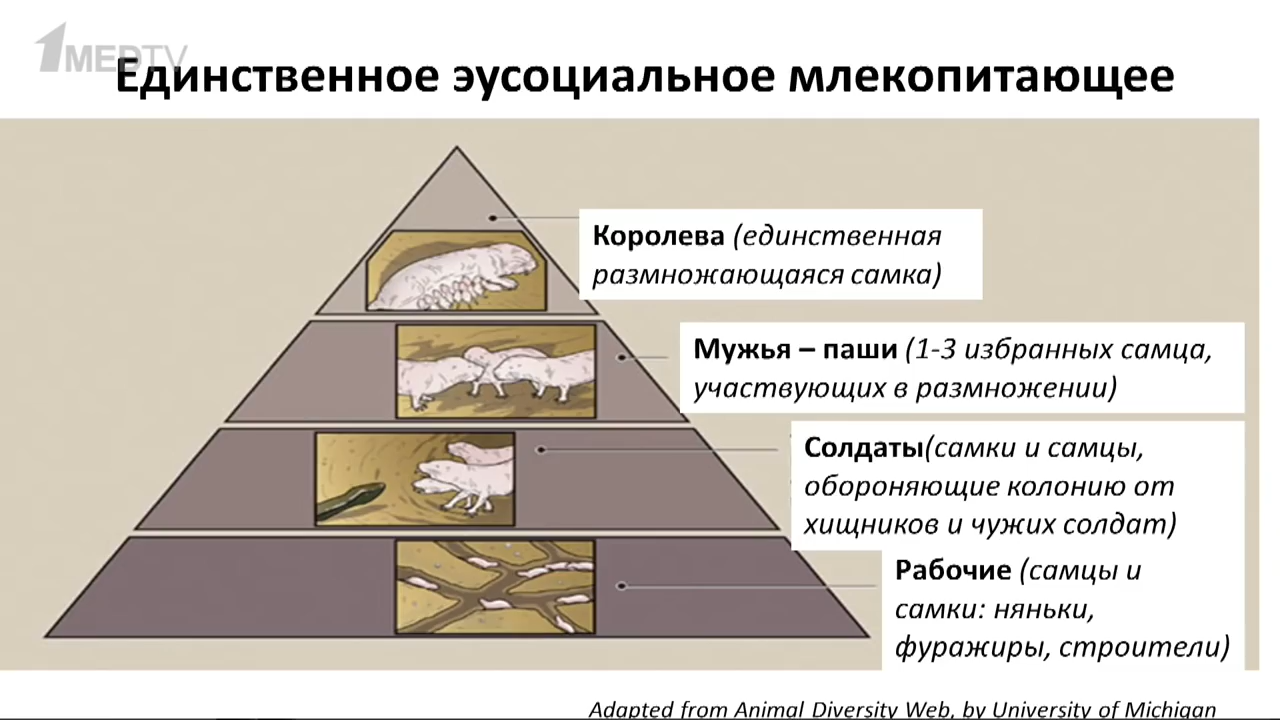 1MEDTV
Единственное эусоциальное млекопитающее
Королева (единственная
размножающаяся самка)
Мужья – паши (1-3 избранных самца,
участвующих в размножении)
Солдаты(самки и самцы,
обороняющие колонию от
хищников и чужих солдат)
Рабочие (самцы и
самки: няньки,
фуражиры, строители)
Adapted from Animal Diversity Web, by University of Michigan